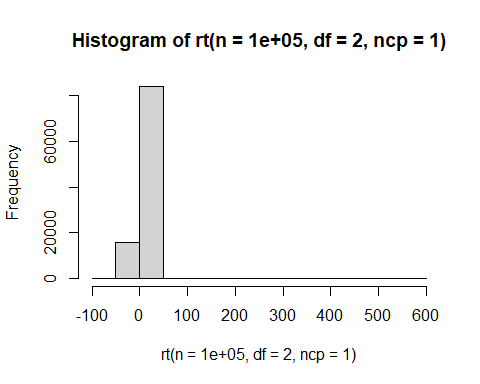 Histogram of rt(n = 1e+05, df = 2, ncp = 1)
Frequency
60000
20000
0
-100 0 100 200 300 400 500 600
rt(n = 1e+05, df = 2, ncp = 1)